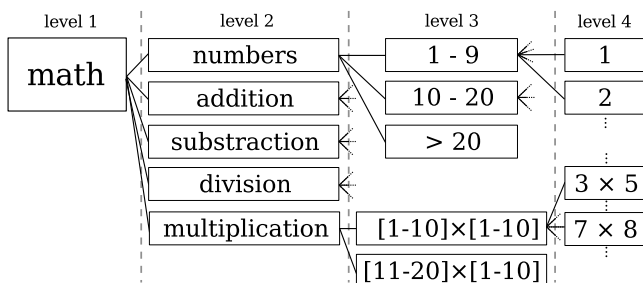 level 1
level 2
level 3
level 4
math
numbers
addition
substraction
division
multiplication
1 - 9
10 - 20
> 20
[1-10]×[1-10]
[11-20]×[1-10]
1
2
3 × 5
7 × 8